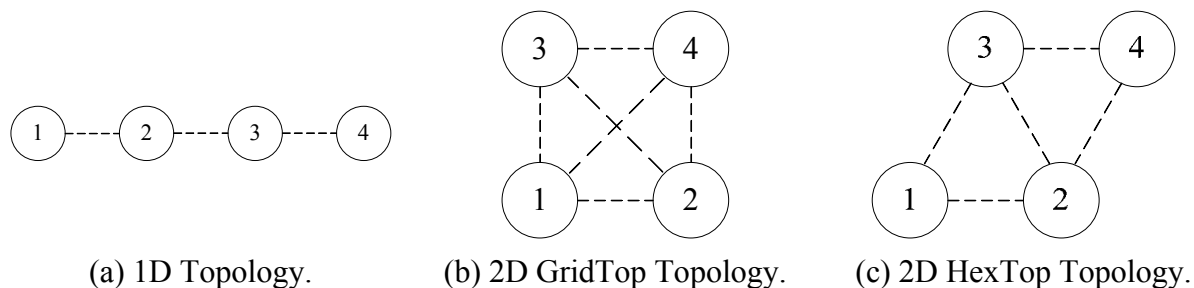 1 2 3 4
(a) 1D Topology.
3 4
1 2
(b) 2D GridTop Topology.
3 4
1 2
(c) 2D HexTop Topology.